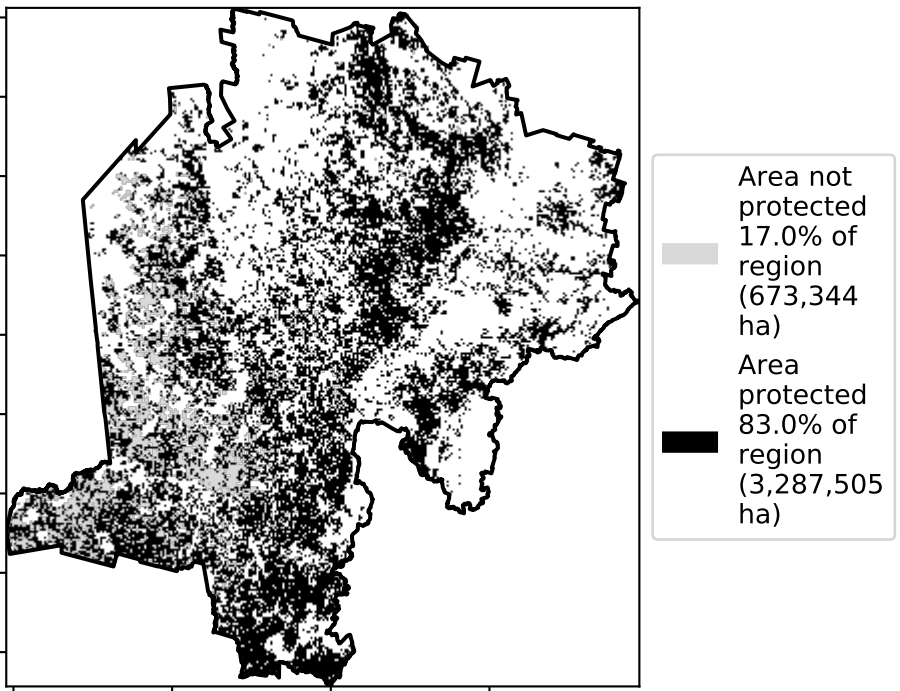 Area not
protected
17.0% of
region
(673,344
ha)
Area
protected
83.0% of
region
(3,287,505
ha)